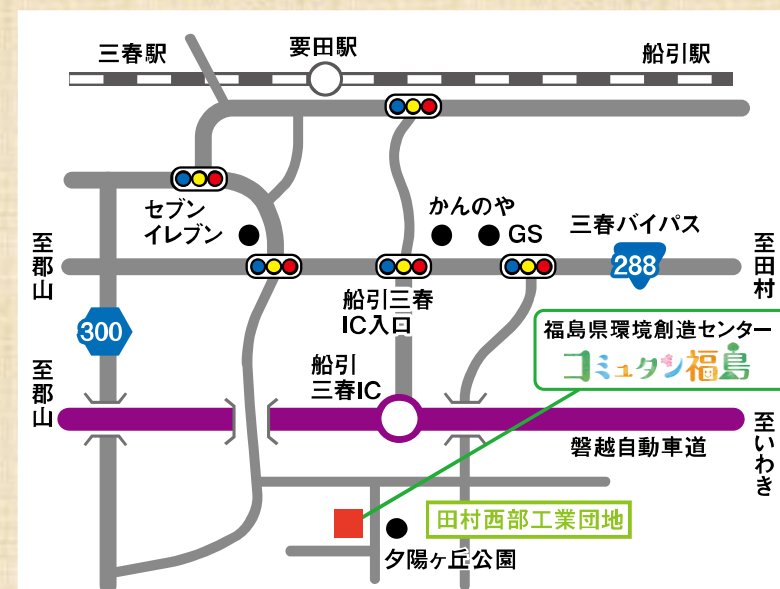 三春駅
要田駅
船引駅
セブン
イレブン
かんのや
GS
三春バイパス
288
至郡山
至田村
船引三春
IC入口
300
福島県環境創造センター
コミュタン福島
至郡山
船引
三春IC
磐越自動車道
至いわき
田村西部工業団地
夕陽ヶ丘公園